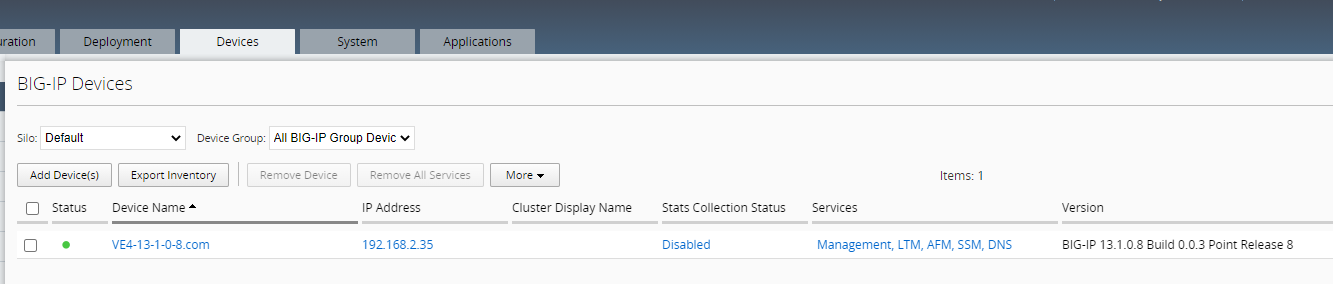 uration Deployment Devices System Applications
BIG-IP Devices
Silo: Default Device Group: All BIG-IP Group Devic
Add Device(s) Export Inventory Remove Device Remove All Services More Items: 1
Status Device Name IP Address Cluster Display Name Stats Collection Status Services Version
VE4-13-1-0-8.com 192.168.2.35 Disabled Management, LTM, AFM, SSM, DNS BIG-IP 13.1.0.8 Build 0.0.3 Point Release 8